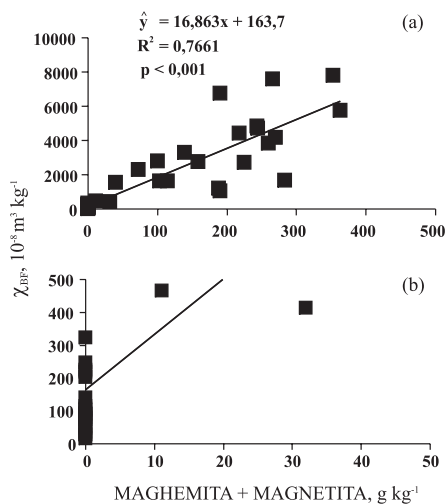 ŷ = 16,863x + 163,7
R² = 0,7661
p < 0,001
(a)
10000
8000
6000
4000
2000
0
0 100 200 300 400 500
χBF, 10⁻⁸ m³ kg⁻¹
(b)
500
400
300
200
100
0
0 10 20 30 40 50
MAGHEMITA + MAGNETITA, g kg⁻¹